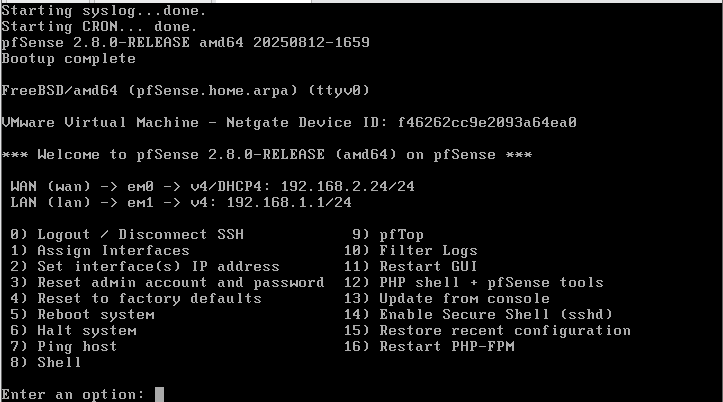 Starting syslog...done.
Starting CRON... done.
pfSense 2.8.0-RELEASE amd64 20250812-1659
Bootup complete
FreeBSD/amd64 (pfSense.home.arpa) (ttyv0)
VMware Virtual Machine - Netgate Device ID: f46262cc9e2093a64ea0
*** Welcome to pfSense 2.8.0-RELEASE (amd64) on pfSense ***
WAN (wan) -> em0 -> v4/DHCP4: 192.168.2.24/24
LAN (lan) -> em1 -> v4: 192.168.1.1/24
0) Logout / Disconnect SSH 9) pfTop
1) Assign Interfaces 10) Filter Logs
2) Set interface(s) IP address 11) Restart GUI
3) Reset admin account and password 12) PHP shell + pfSense tools
4) Reset to factory defaults 13) Update from console
5) Reboot system 14) Enable Secure Shell (sshd)
6) Halt system 15) Restore recent configuration
7) Ping host 16) Restart PHP-FPM
8) Shell
Enter an option: